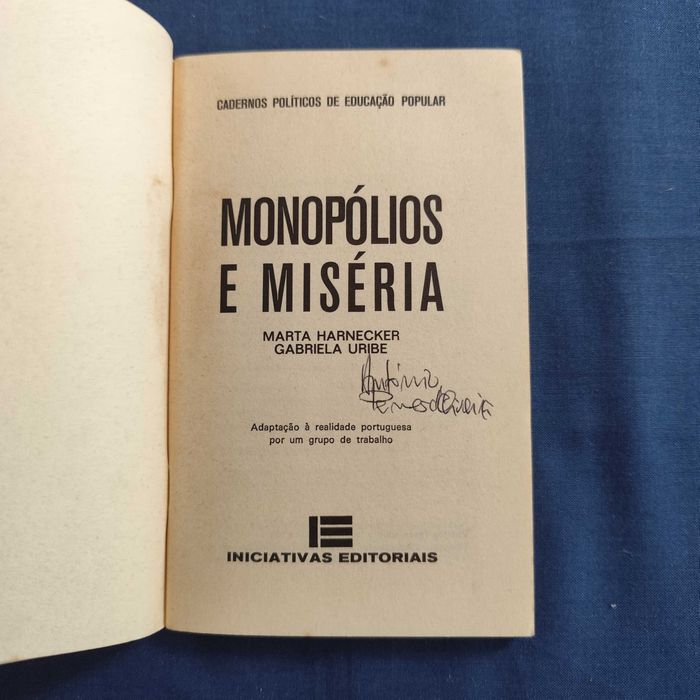 CADERNOS POLÍTICOS DE EDUCAÇÃO POPULAR
MONOPÓLIOS
E MISÉRIA
MARTA HARNECKER
GABRIELA URIBE
António
Adaptação à realidade portuguesa
por um grupo de trabalho
INICIATIVAS EDITORIAIS